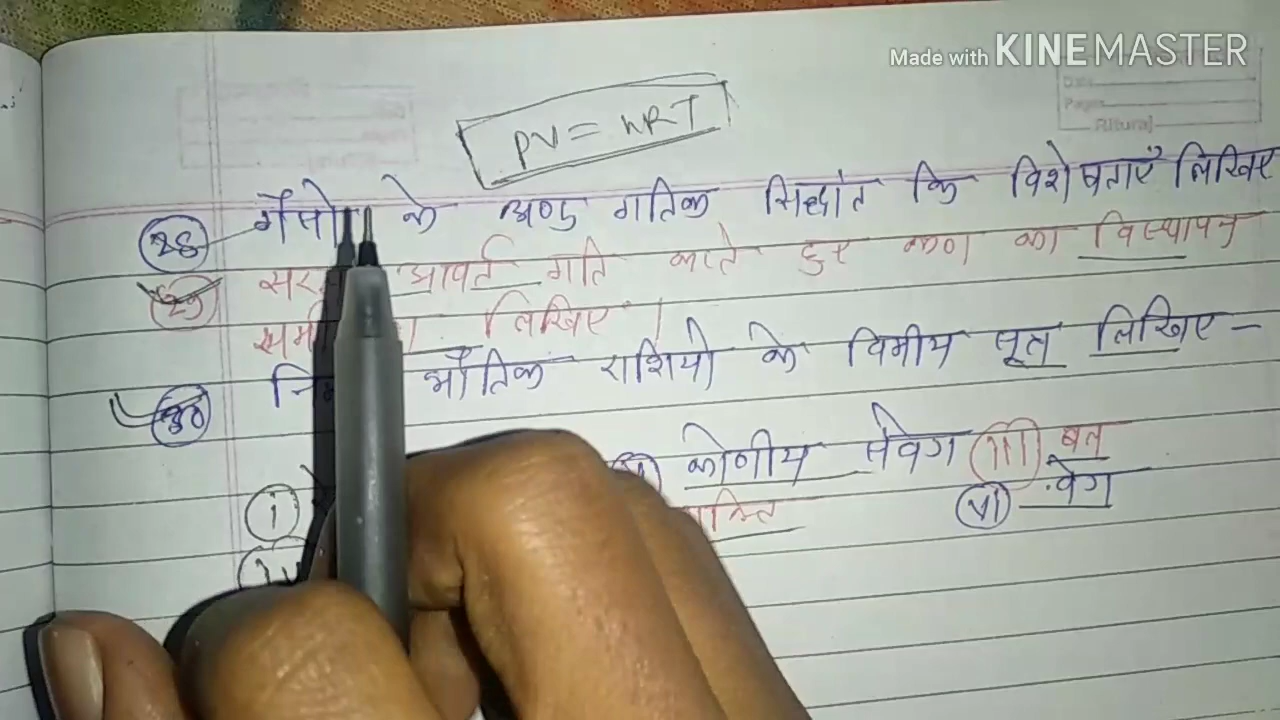 Made with KINEMASTER
PV = nRT
28 गैसो के अणु गतिक सिद्धांत कि विशेषताएँ लिखिए
29 आवर्त गति करते हुए कण का विस्थापन
लिखिए ।
30 भौतिक राशियो के विमीय सूत्र लिखिए -
i कोणीय संवेग (III) बल
VI वेग